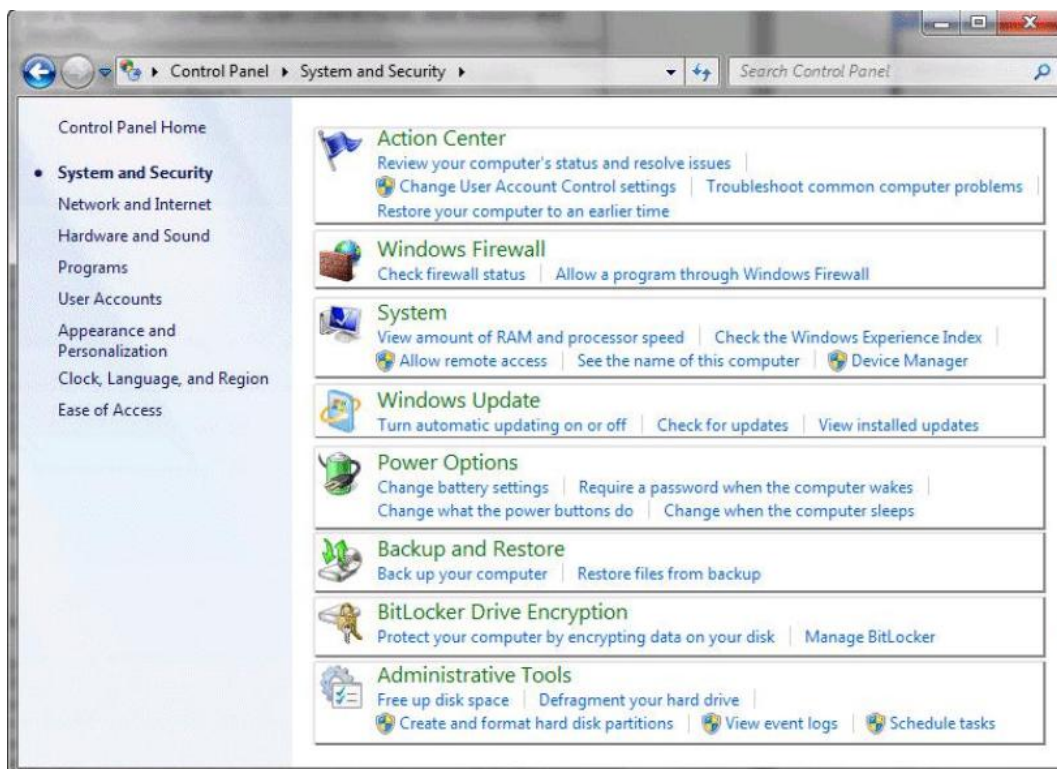 Control Panel System and Security
Search Control Panel
Control Panel Home
System and Security
Network and Internet
Hardware and Sound
Programs
User Accounts
Appearance and
Personalization
Clock, Language, and Region
Ease of Access
Action Center
Review your computer's status and resolve issues
Change User Account Control settings Troubleshoot common computer problems
Restore your computer to an earlier time
Windows Firewall
Check firewall status Allow a program through Windows Firewall
System
View amount of RAM and processor speed Check the Windows Experience Index
Allow remote access See the name of this computer Device Manager
Windows Update
Turn automatic updating on or off Check for updates View installed updates
Power Options
Change battery settings Require a password when the computer wakes
Change what the power buttons do Change when the computer sleeps
Backup and Restore
Back up your computer Restore files from backup
BitLocker Drive Encryption
Protect your computer by encrypting data on your disk Manage BitLocker
Administrative Tools
Free up disk space Defragment your hard drive
Create and format hard disk partitions View event logs Schedule tasks